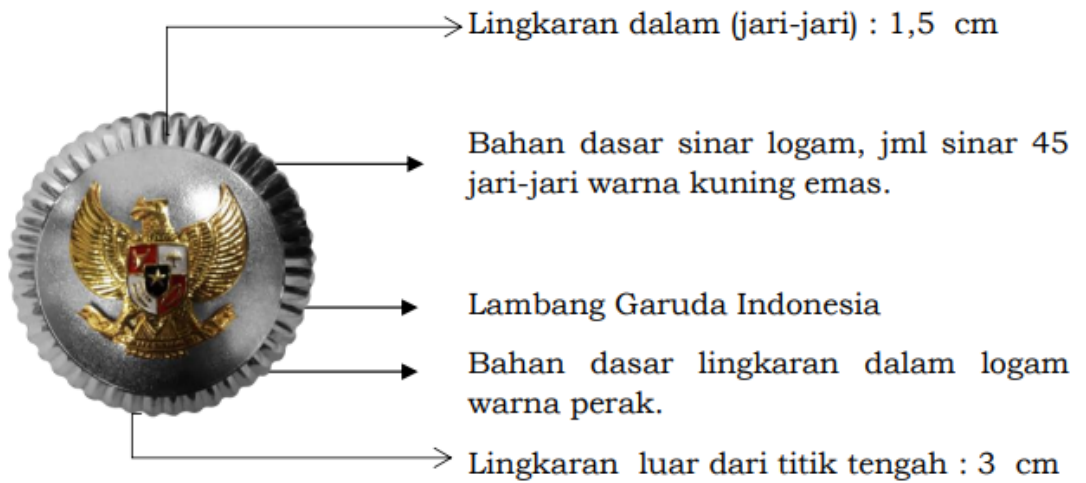 Lingkaran dalam (jari-jari) : 1,5 cm
Bahan dasar sinar logam, jml sinar 45
jari-jari warna kuning emas.
Lambang Garuda Indonesia
Bahan dasar lingkaran dalam logam
warna perak.
Lingkaran luar dari titik tengah : 3 cm